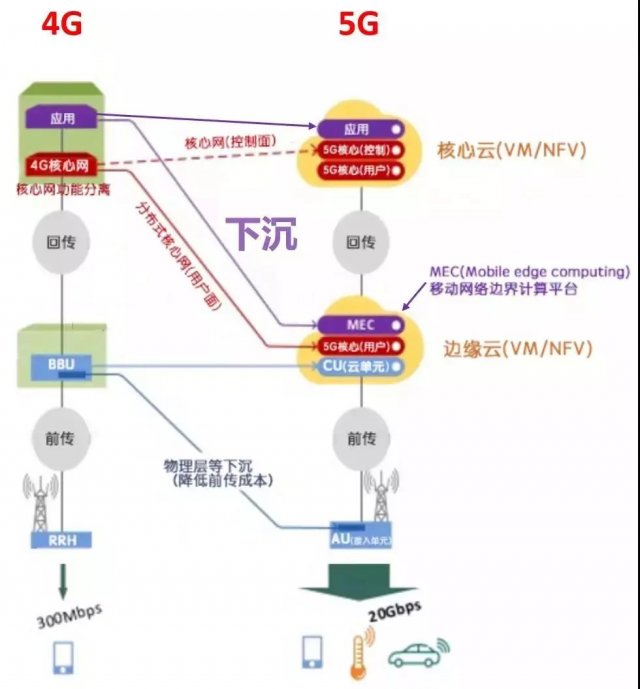 4G
5G
应用
应用
核心网(控制面)
5G核心(控制)
核心云(VM/NFV)
4G核心网
5G核心(用户)
核心网功能分离
分布式核心网(用户面)
下沉
回传
回传
MEC(Mobile edge computing)
移动网络边界计算平台
MEC
5G核心(用户)
边缘云(VM/NFV)
BBU
CU(云单元)
前传
前传
物理层等下沉
(降低前传成本)
RRH
AU(嵌入单元)
300Mbps
20Gbps